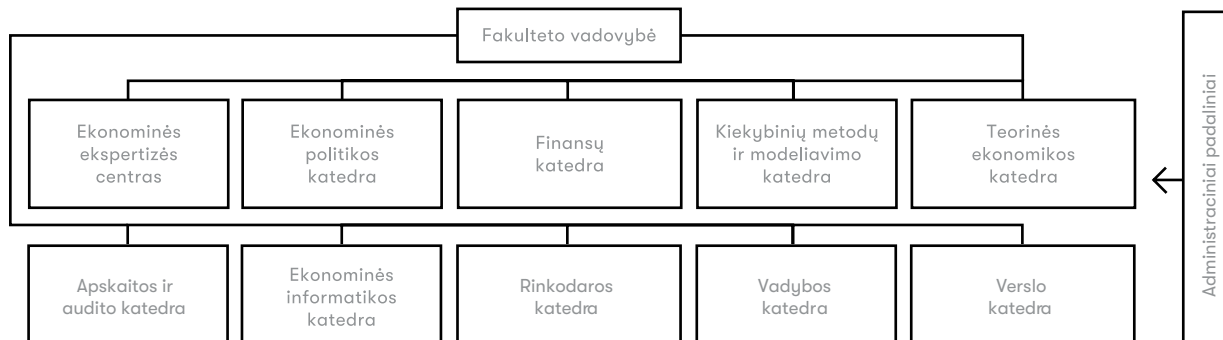 Fakulteto vadovybė
Ekonominės
ekspertizės
centras
Ekonominės
politikos
katedra
Finansų
katedra
Kiekybinių metodų
ir modeliavimo
katedra
Teorinės
ekonomikos
katedra
Administraciniai padaliniai
Apskaitos ir
audito katedra
Ekonominės
informatikos
katedra
Rinkodaros
katedra
Vadybos
katedra
Verslo
katedra